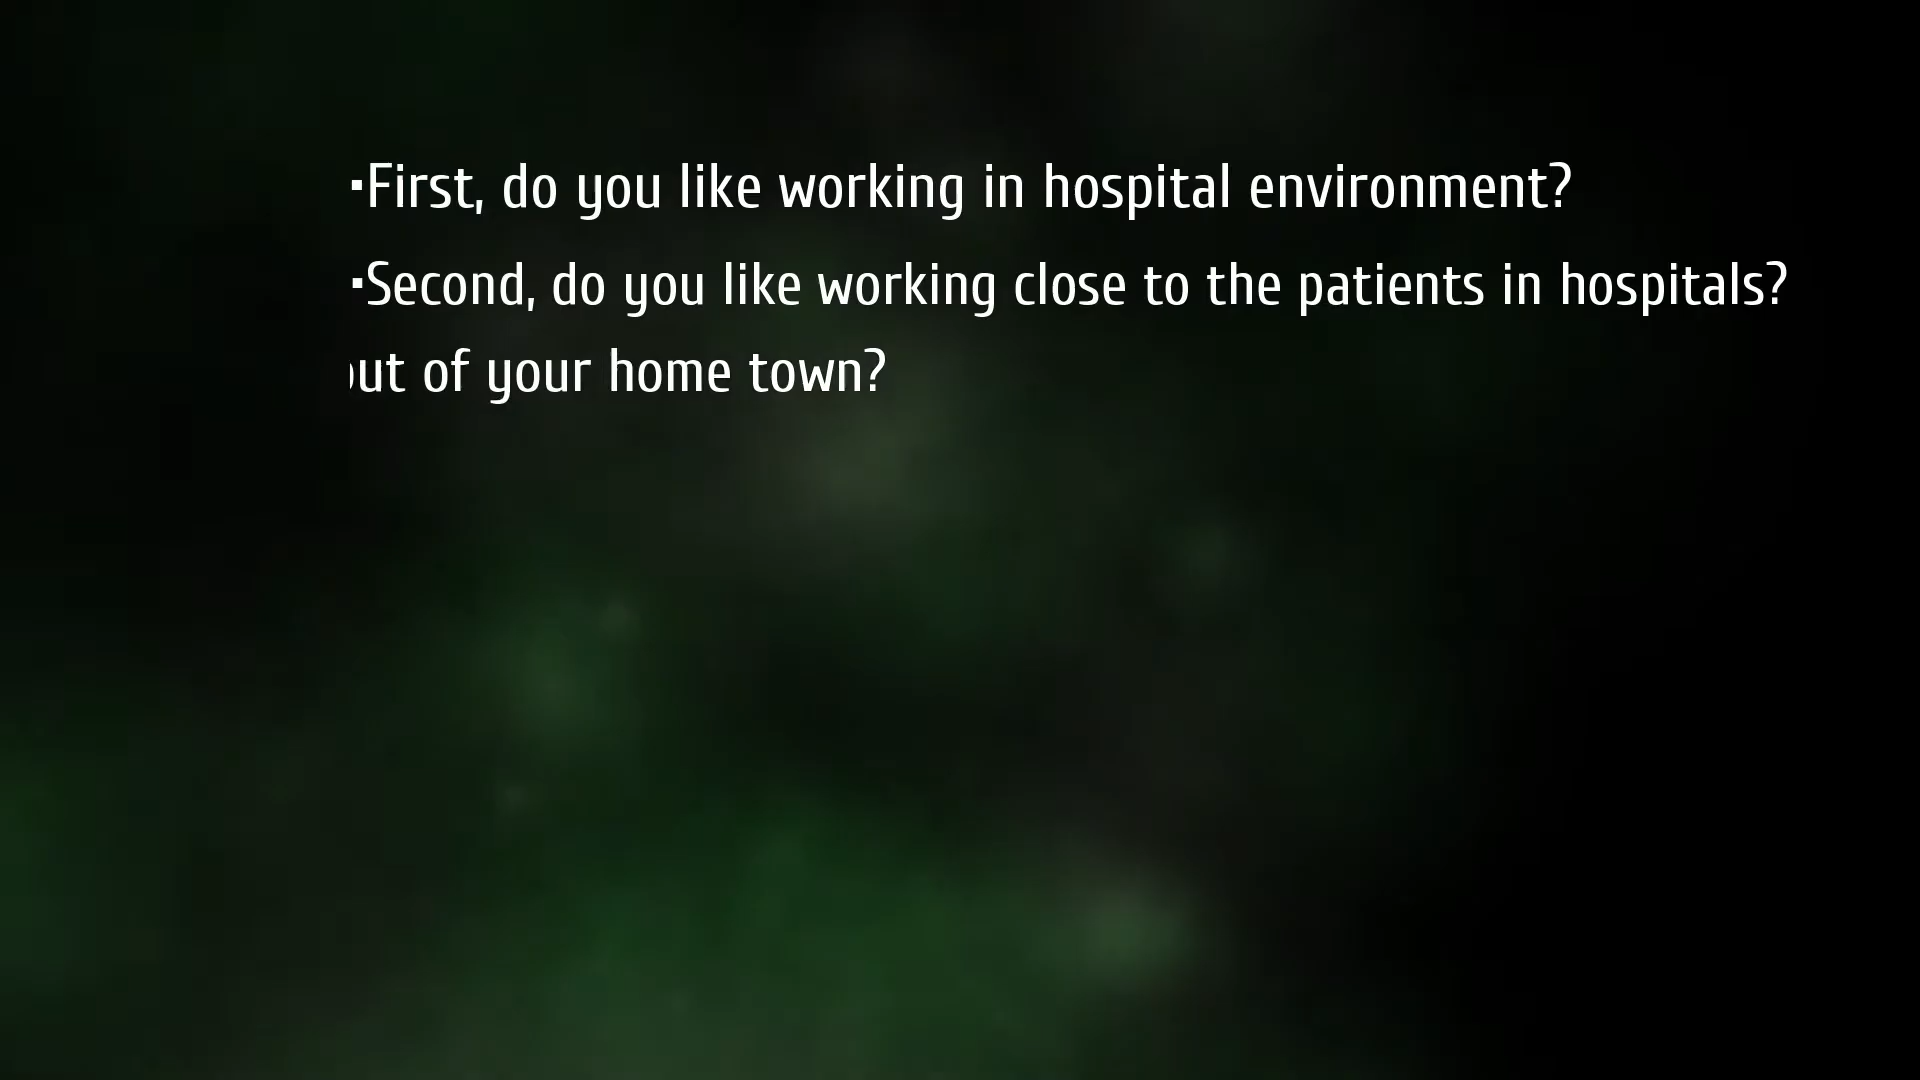 ▪First, do you like working in hospital environment?
▪Second, do you like working close to the patients in hospitals?
of your home town?